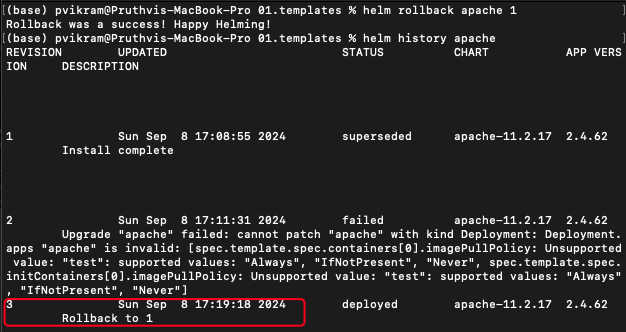 (base) pvikram@Pruthvis-MacBook-Pro 01.templates % helm rollback apache 1
Rollback was a success! Happy Helming!
(base) pvikram@Pruthvis-MacBook-Pro 01.templates % helm history apache
REVISION UPDATED STATUS CHART APP VERS
ION DESCRIPTION
1 Sun Sep  8 17:08:55 2024 superseded apache-11.2.17 2.4.62
Install complete
2 Sun Sep  8 17:11:31 2024 failed apache-11.2.17 2.4.62
Upgrade "apache" failed: cannot patch "apache" with kind Deployment: Deployment.
apps "apache" is invalid: [spec.template.spec.containers[0].imagePullPolicy: Unsupported
value: "test": supported values: "Always", "IfNotPresent", "Never", spec.template.spec.
initContainers[0].imagePullPolicy: Unsupported value: "test": supported values: "Always"
, "IfNotPresent", "Never"]
3 Sun Sep  8 17:19:18 2024 deployed apache-11.2.17 2.4.62
Rollback to 1